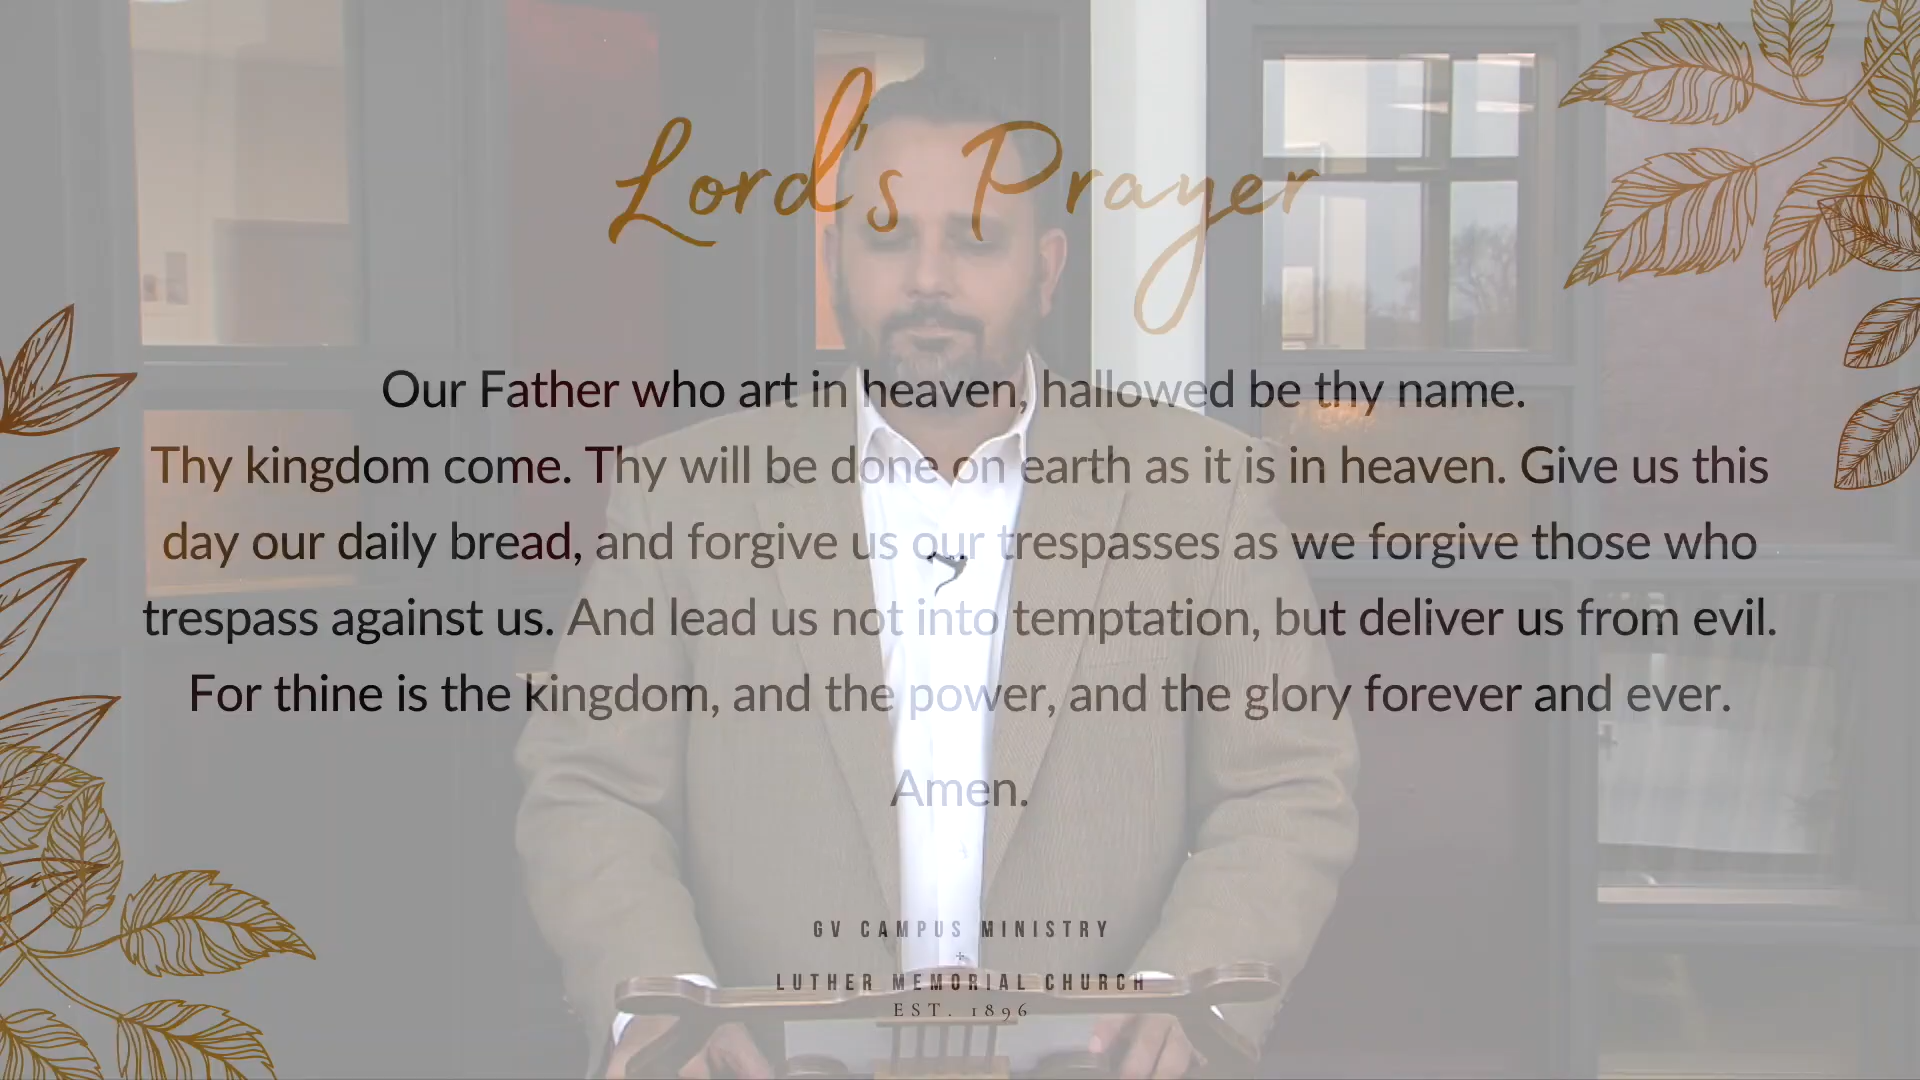 Lord's Prayer
Our Father who art in heaven, hallowed be thy name.
Thy kingdom come. Thy will be done on earth as it is in heaven. Give us this
day our daily bread, and forgive us our trespasses as we forgive those who
trespass against us. And lead us not into temptation, but deliver us from evil.
For thine is the kingdom, and the power, and the glory forever and ever.
Amen.
GV CAMPUS MINISTRY
LUTHER MEMORIAL CHURCH
EST. 1896